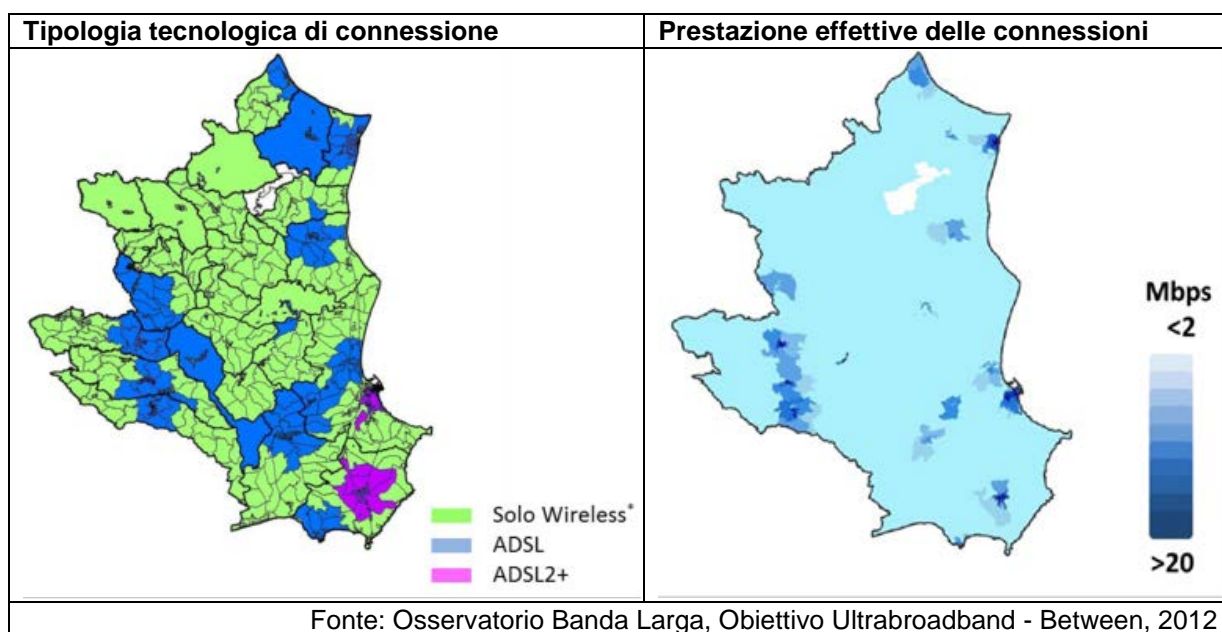 Tipologia tecnologica di connessione
Prestazione effettive delle connessioni
Solo Wireless*
ADSL
ADSL2+
Mbps
<2
>20
Fonte: Osservatorio Banda Larga, Obiettivo Ultrabroadband - Between, 2012